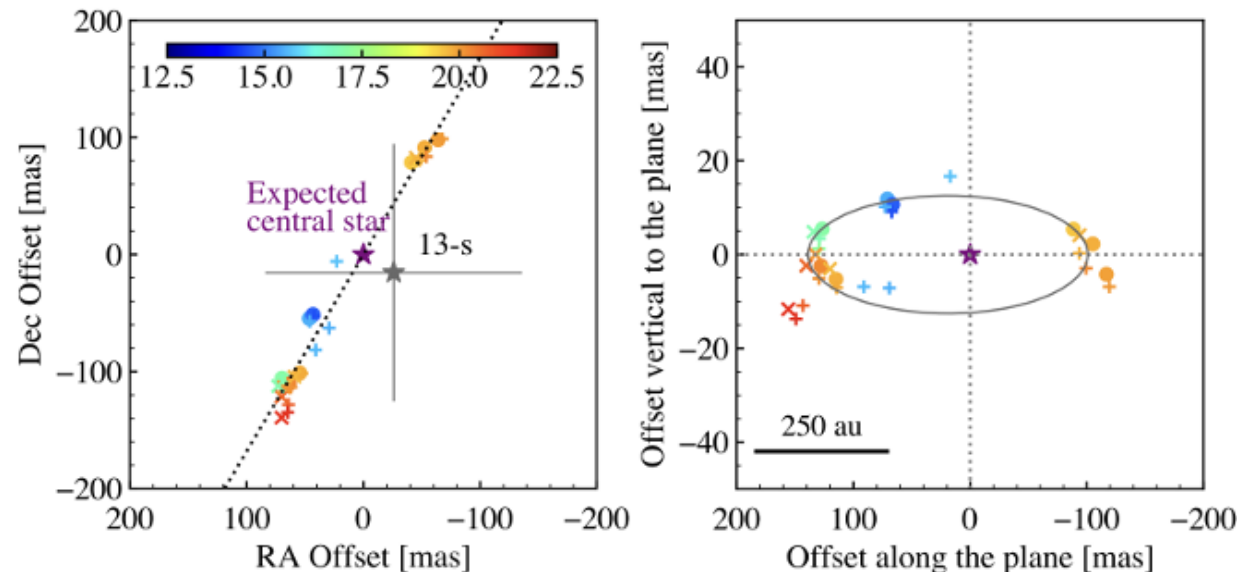 200
100
0
−100
−200
Dec Offset [mas]
12.5 15.0 17.5 20.0 22.5
Expected
central star
13-s
200 100 0 −100 −200
RA Offset [mas]
40
20
0
−20
−40
Offset vertical to the plane [mas]
250 au
200 100 0 −100 −200
Offset along the plane [mas]